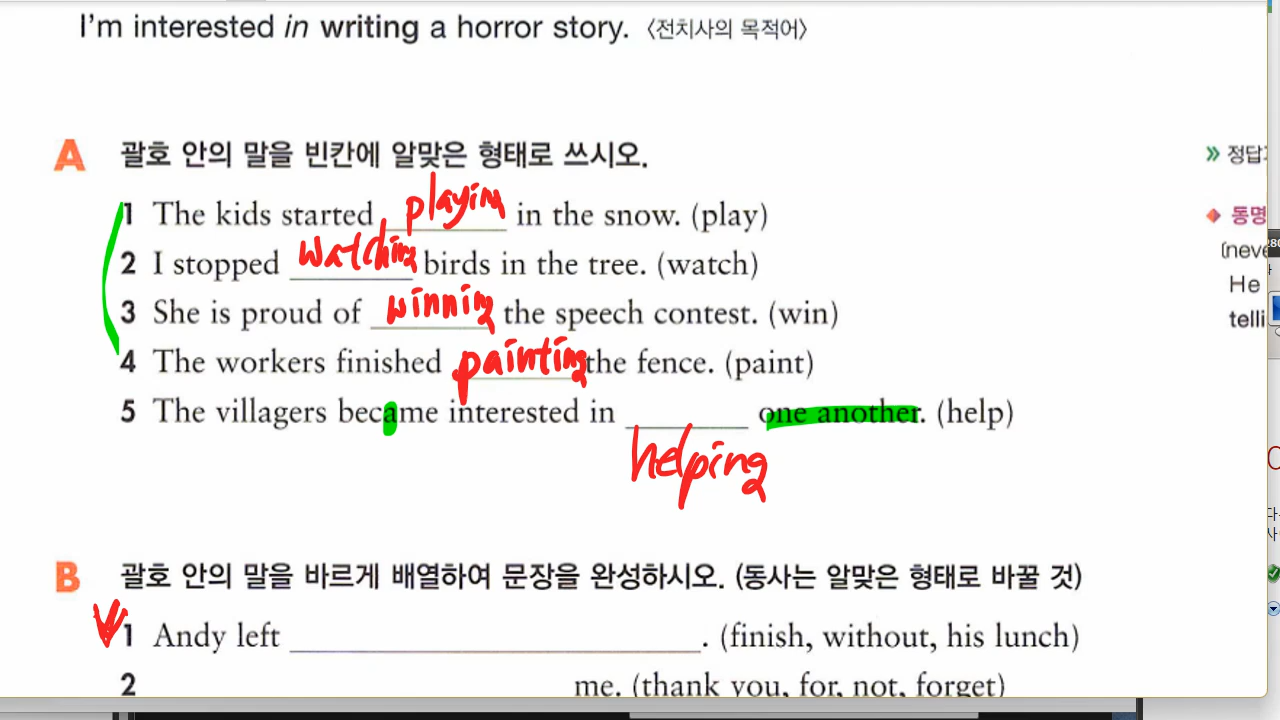 I'm interested in writing a horror story. 〈전치사의 목적어〉
A 괄호 안의 말을 빈칸에 알맞은 형태로 쓰시오.
» 정답
1 The kids started playing in the snow. (play)
◆ 동명
2 I stopped watching birds in the tree. (watch)
(neve
He
3 She is proud of winning the speech contest. (win)
telli
4 The workers finished painting the fence. (paint)
5 The villagers became interested in ________ one another. (help)
helping
B 괄호 안의 말을 바르게 배열하여 문장을 완성하시오. (동사는 알맞은 형태로 바꿀 것)
1 Andy left ________. (finish, without, his lunch)
2 me. (thank you, for, not, forget)